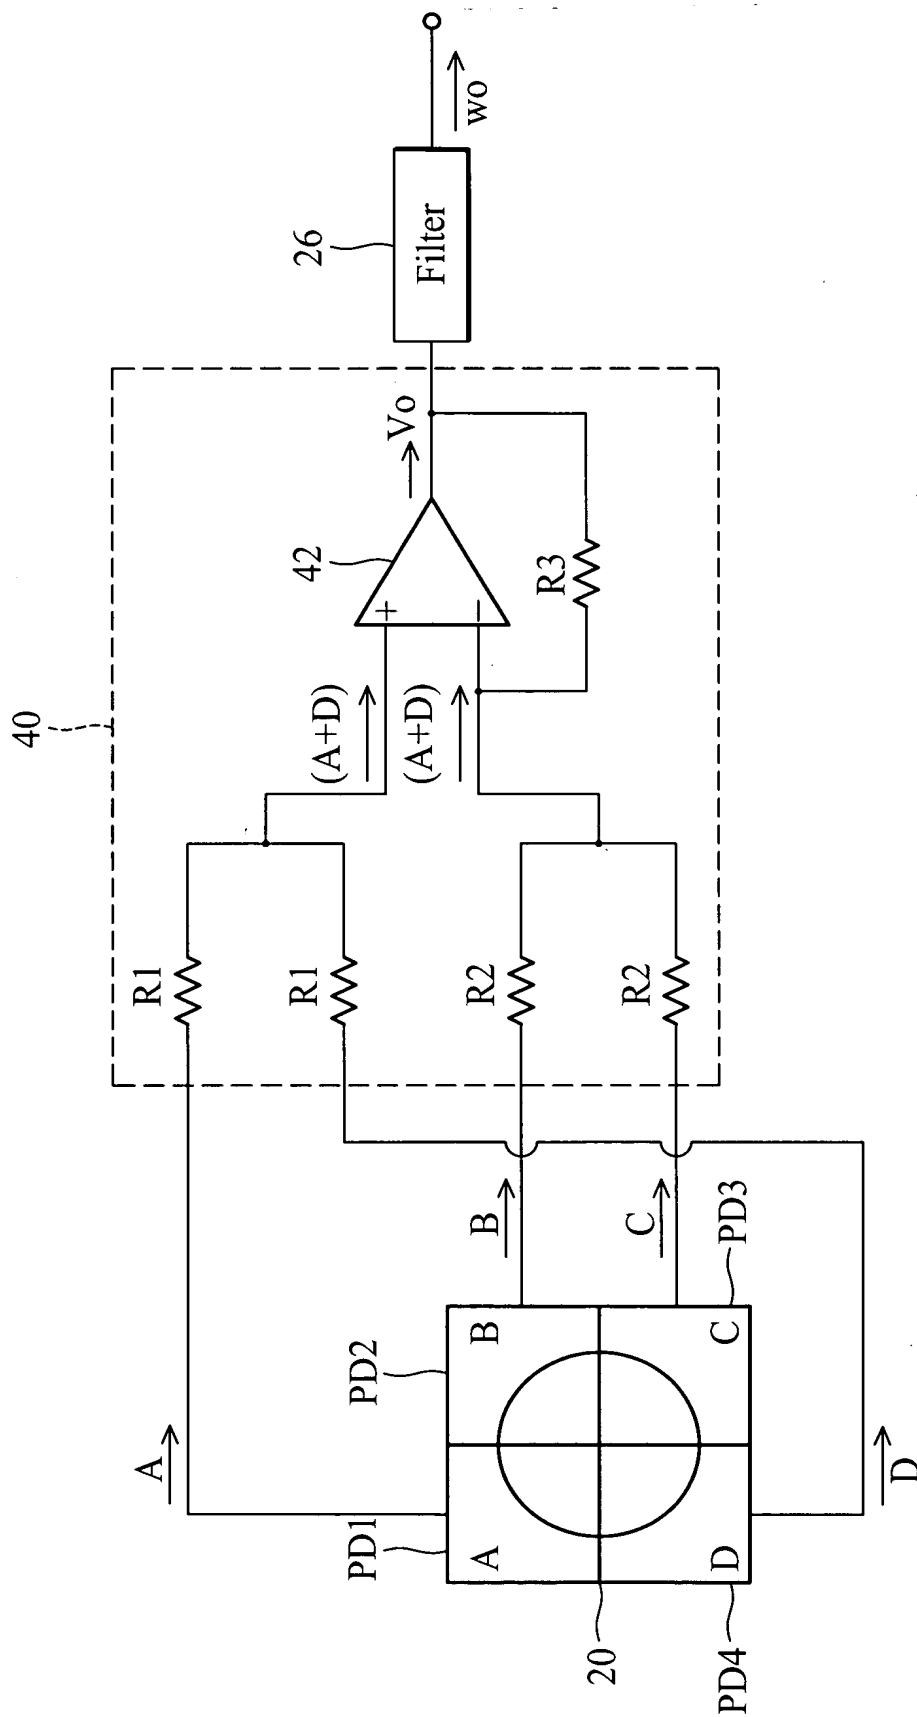 40
R1
R1
R2
R2
(A+D)
(A+D)
+
−
42
R3
Vo
26
Filter
wo
A
B
C
D
PD1
PD2
PD3
PD4
20
A
B
C
D